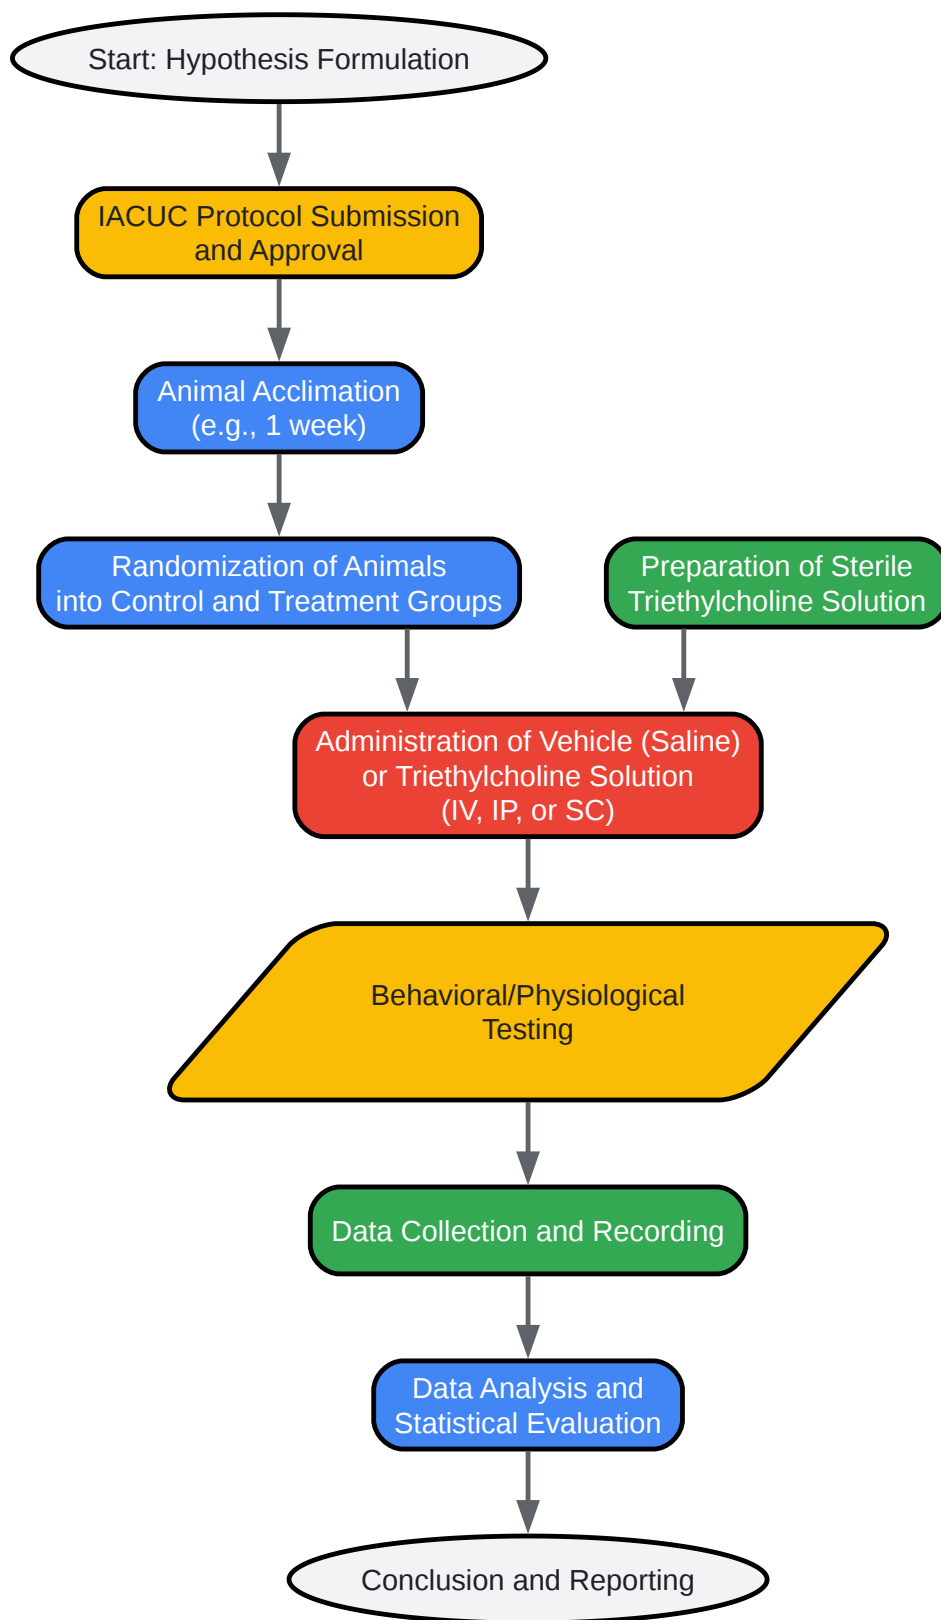 Start: Hypothesis Formulation
IACUC Protocol Submission
and Approval
Animal Acclimation
(e.g., 1 week)
Randomization of Animals
into Control and Treatment Groups
Preparation of Sterile
Triethylcholine Solution
Administration of Vehicle (Saline)
or Triethylcholine Solution
(IV, IP, or SC)
Behavioral/Physiological
Testing
Data Collection and Recording
Data Analysis and
Statistical Evaluation
Conclusion and Reporting